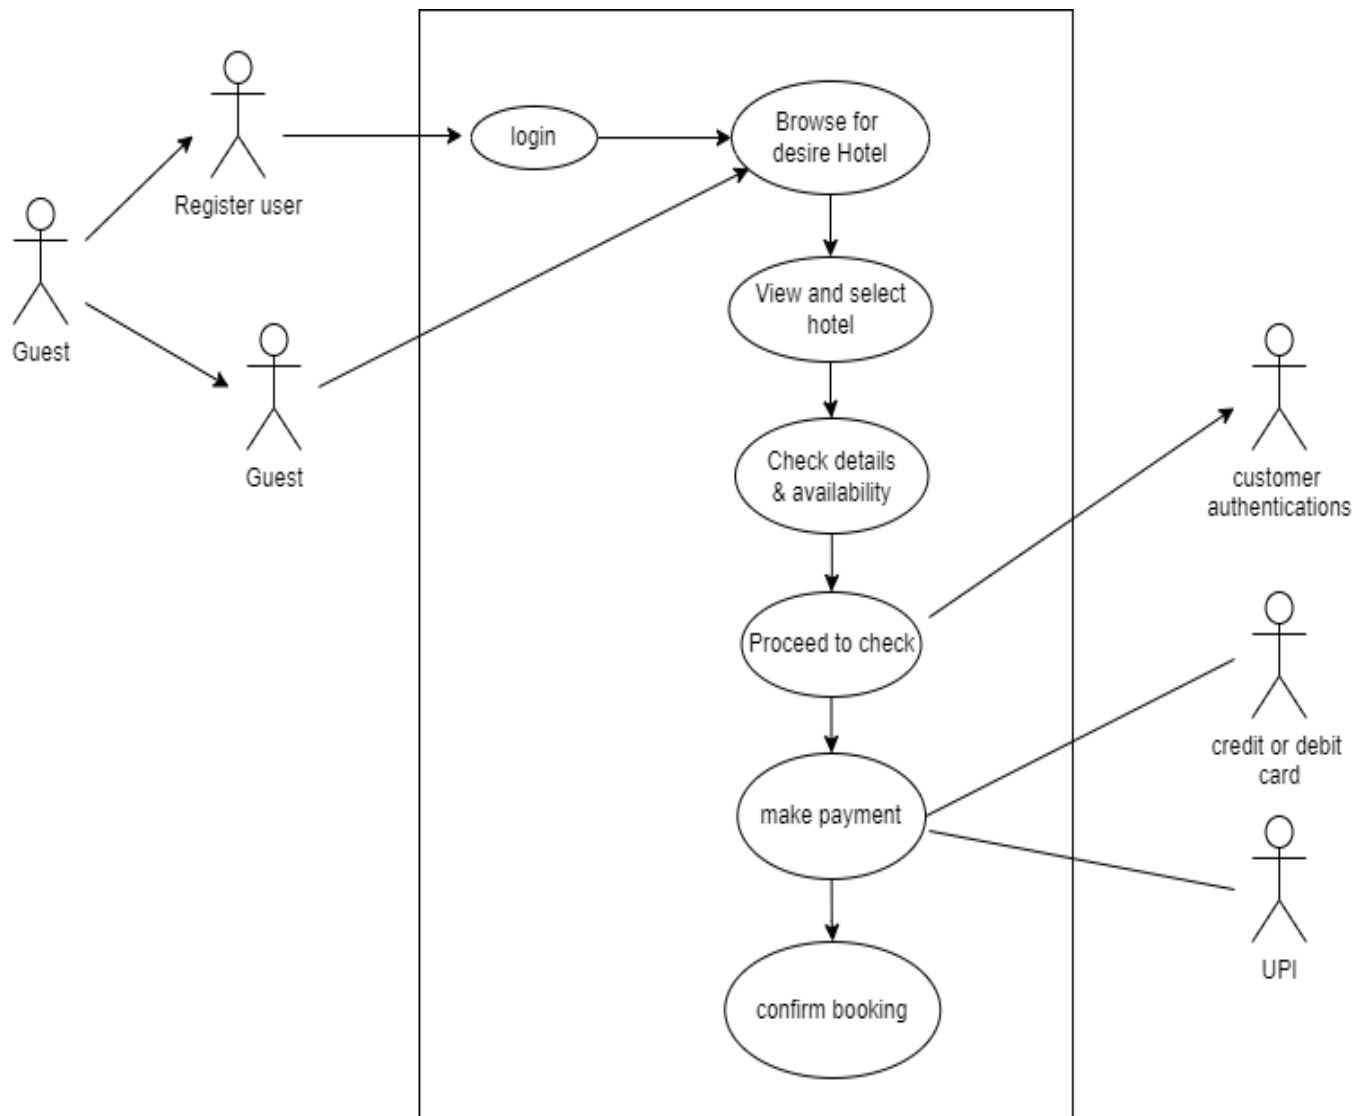 Register user
Guest
Guest
login
Browse for
desire Hotel
View and select
hotel
Check details
& availability
Proceed to check
make payment
confirm booking
customer
authentications
credit or debit
card
UPI